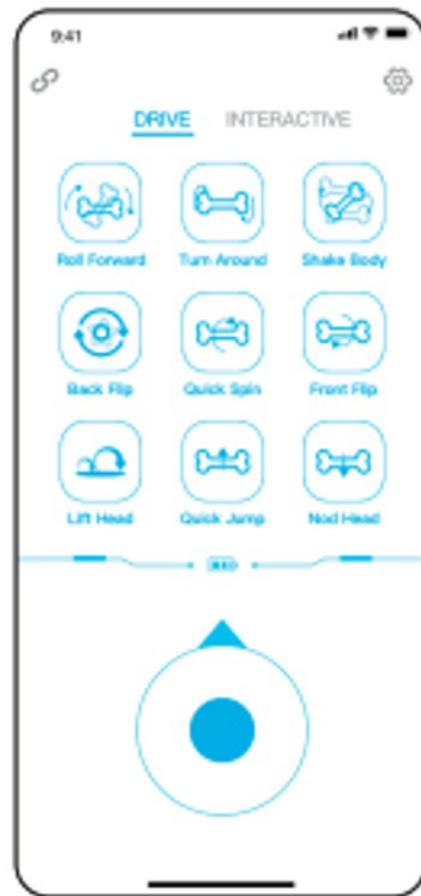 9:41
DRIVE INTERACTIVE
Roll Forward Turn Around Shake Body
Back Flip Quick Spin Front Flip
Lift Head Quick Jump Nod Head